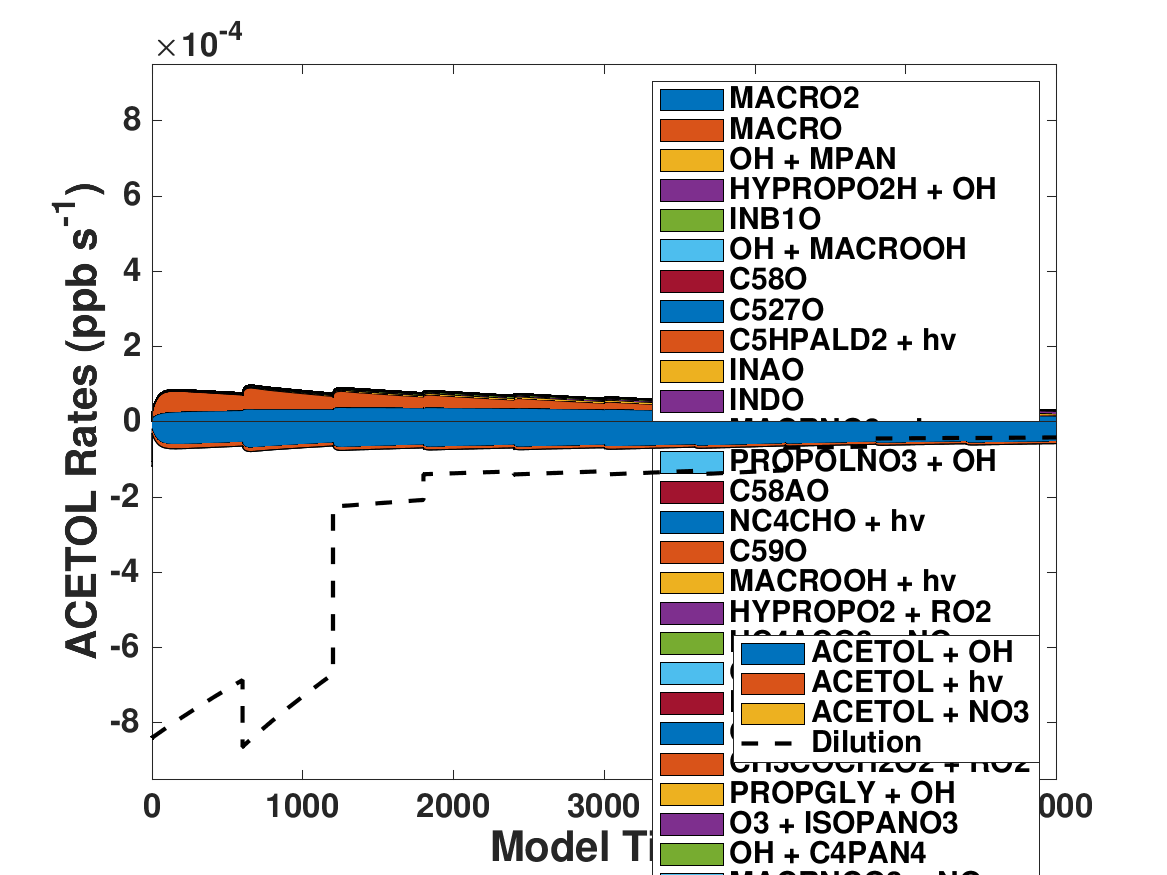 ×10-4
ACETOL Rates (ppb s-1)
8
6
4
2
0
-2
-4
-6
-8
0
1000
2000
3000
000
Model Ti
MACRO2
MACRO
OH + MPAN
HYPROPO2H + OH
INB1O
OH + MACROOH
C58O
C527O
C5HPALD2 + hv
INAO
INDO
PROPOLNO3 + OH
C58AO
NC4CHO + hv
C59O
MACROOH + hv
HYPROPO2 + RO2
CH3COCH2O2 + RO2
PROPGLY + OH
O3 + ISOPANO3
OH + C4PAN4
ACETOL + OH
ACETOL + hv
ACETOL + NO3
Dilution